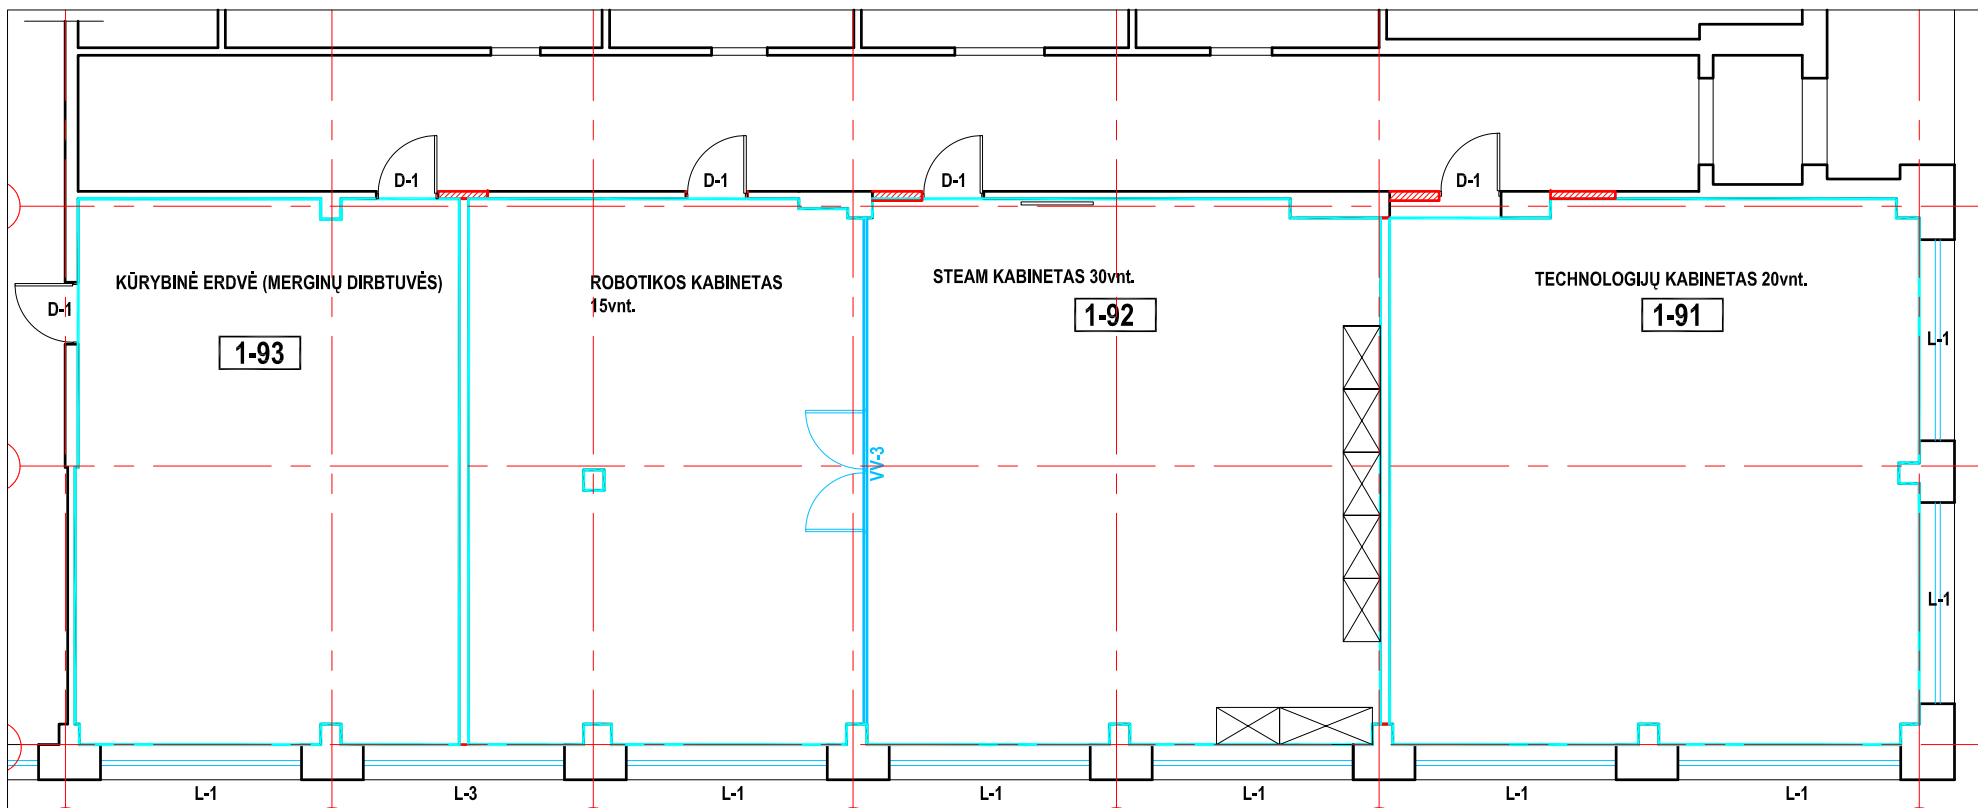 D-1
D-1
D-1
D-1
KŪRYBINĖ ERDVĖ (MERGINŲ DIRBTUVĖS)
1-93
D-1
ROBOTIKOS KABINETAS
15vnt.
STEAM KABINETAS 30vnt.
1-92
TECHNOLOGIJŲ KABINETAS 20vnt.
1-91
L-1
VV-3
L-1
L-1
L-3
L-1
L-1
L-1
L-1
L-1